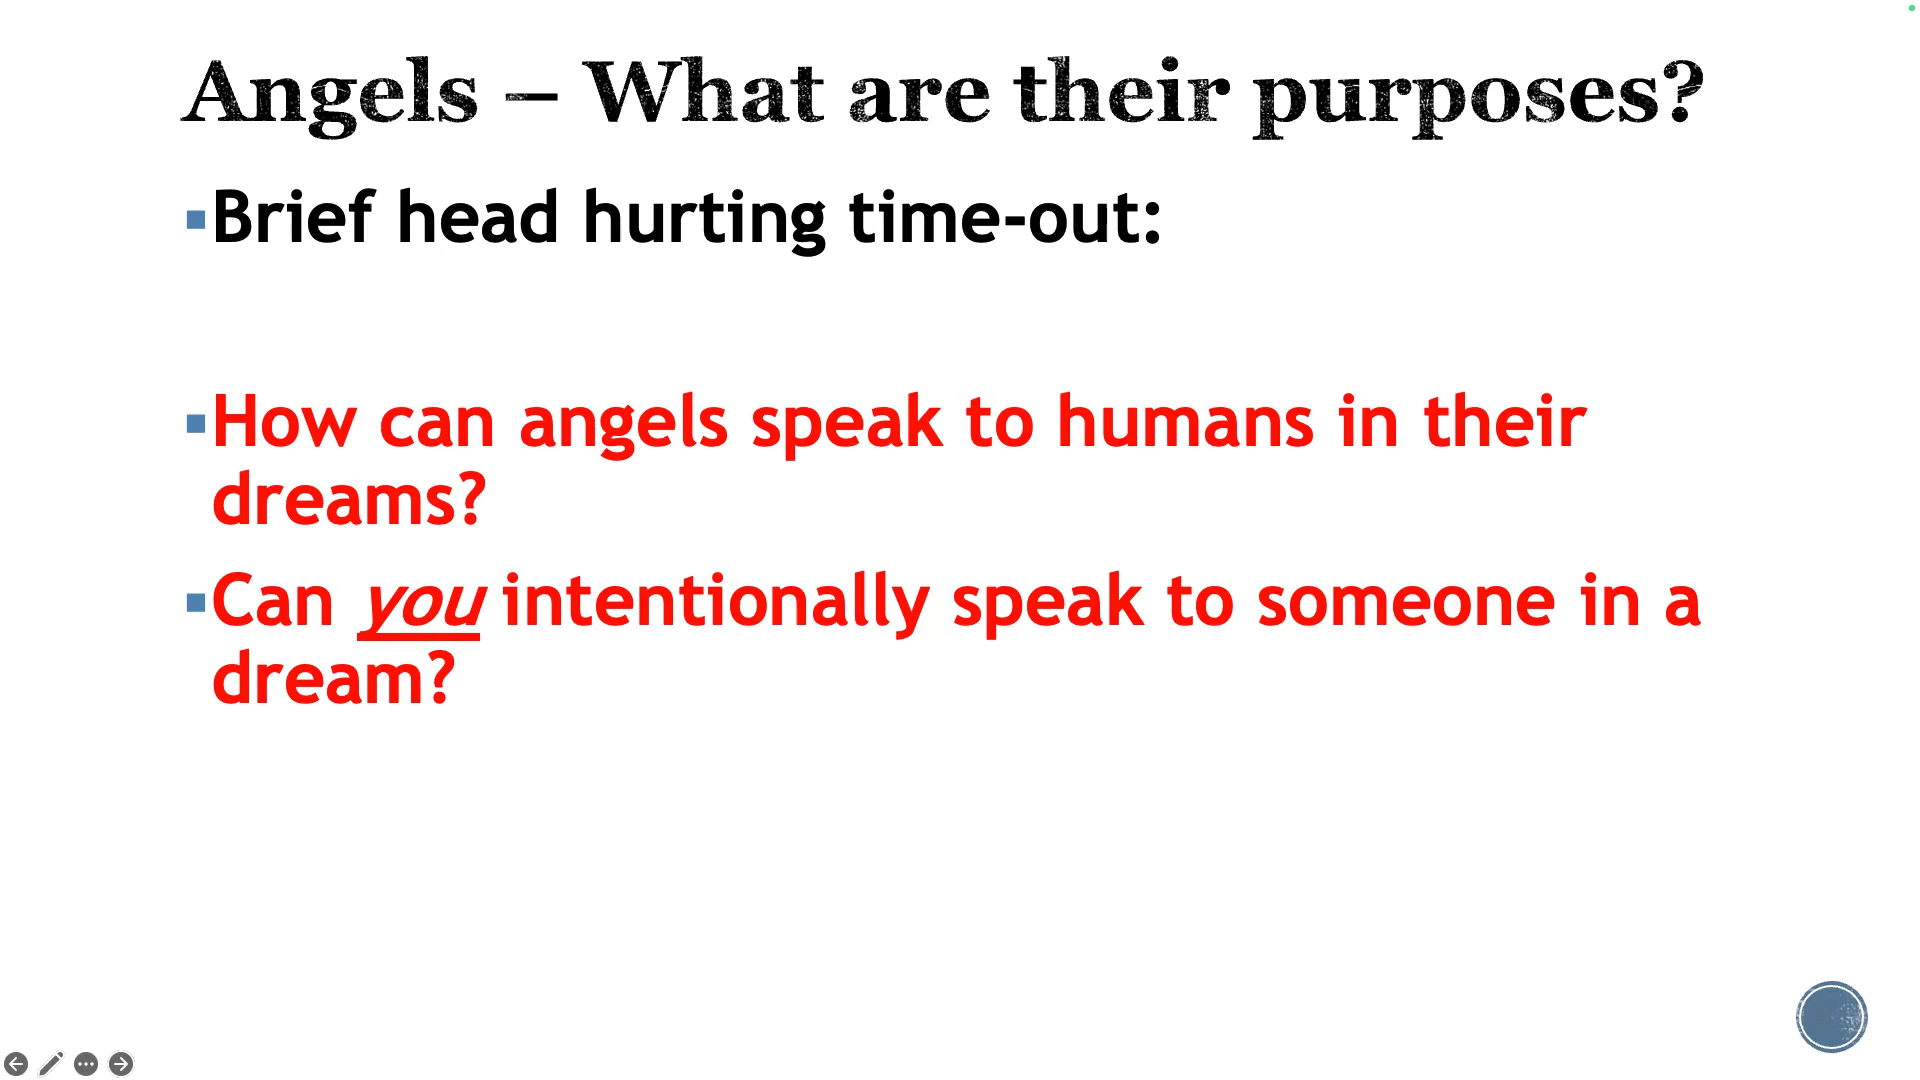 Angels – What are their purposes?
▪Brief head hurting time-out:
▪How can angels speak to humans in their
dreams?
▪Can you intentionally speak to someone in a
dream?